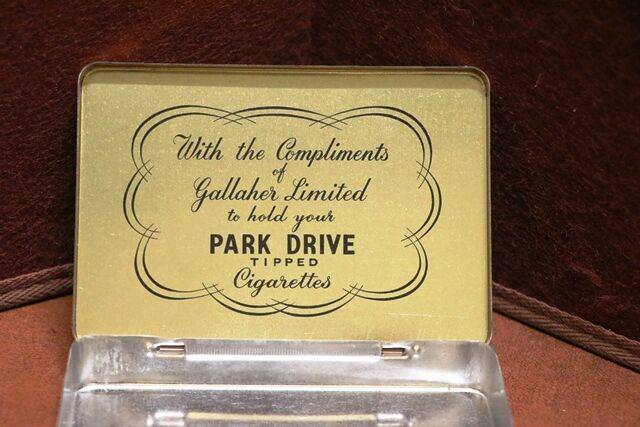 With the Compliments
of
Gallaher Limited
to hold your
PARK DRIVE
TIPPED
Cigarettes